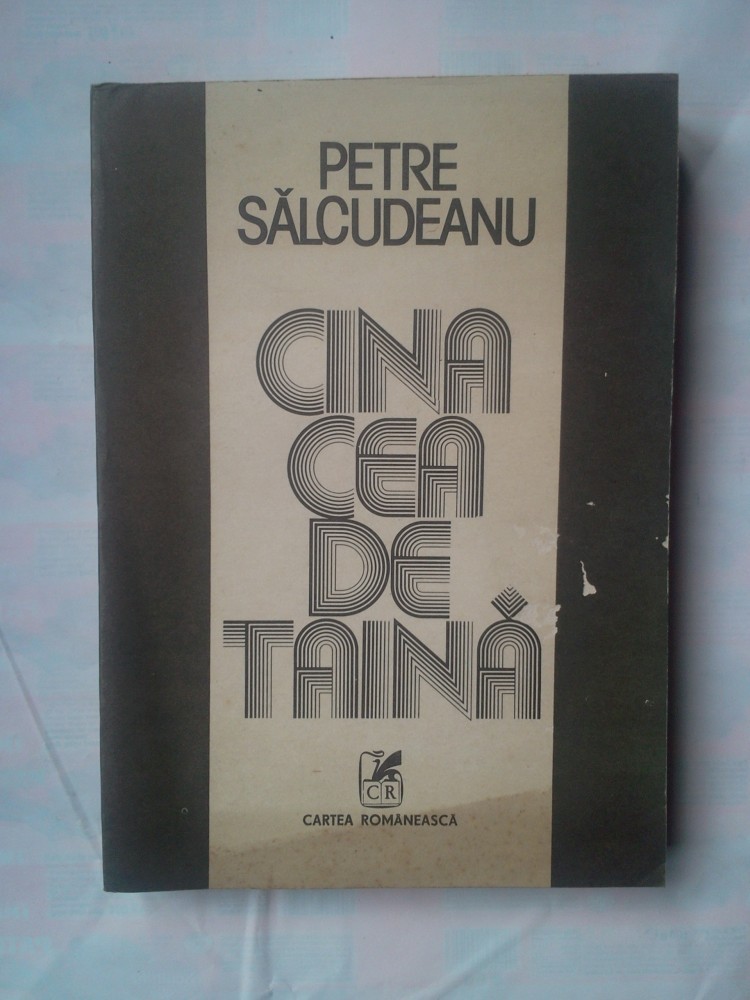 PETRE
SĂLCUDEANU
CINA
CEA
DE
TAINĂ
CR
CARTEA ROMÂNEASCĂ